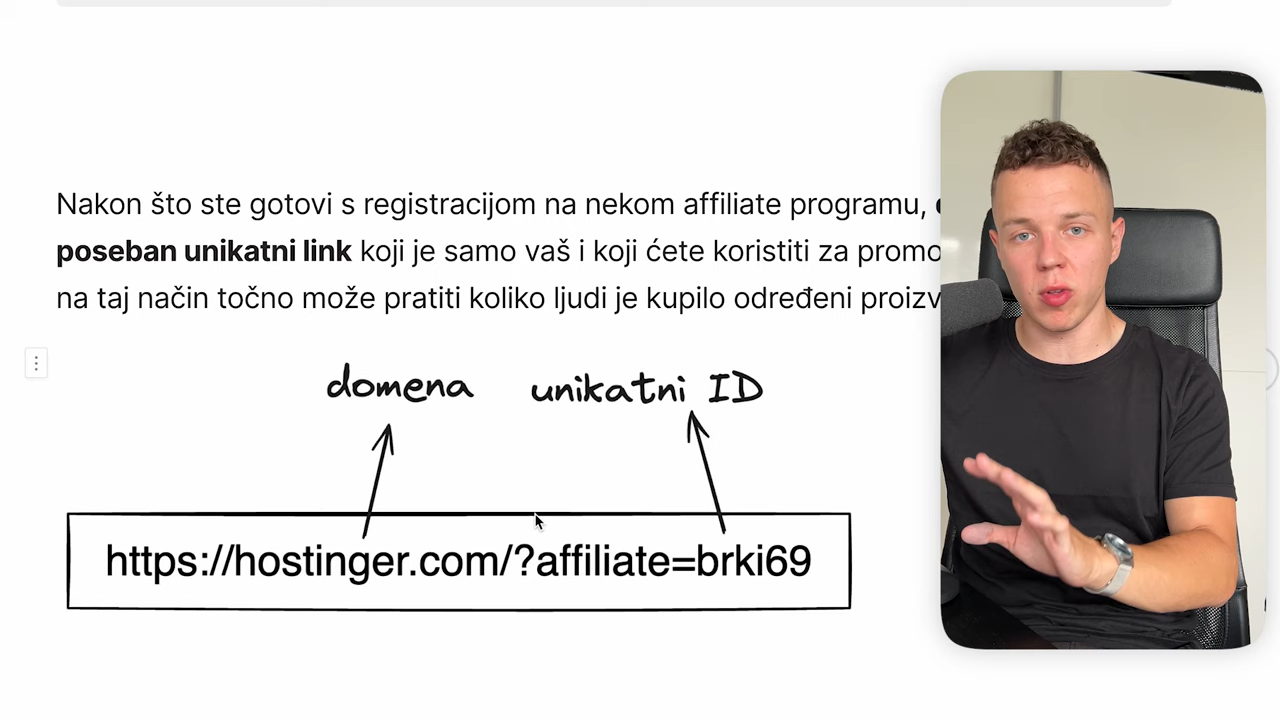 Nakon što ste gotovi s registracijom na nekom affiliate programu,
poseban unikatni link koji je samo vaš i koji ćete koristiti za
na taj način točno može pratiti koliko ljudi je kupilo određeni
domena unikatni ID
https://hostinger.com/?affiliate=brki69